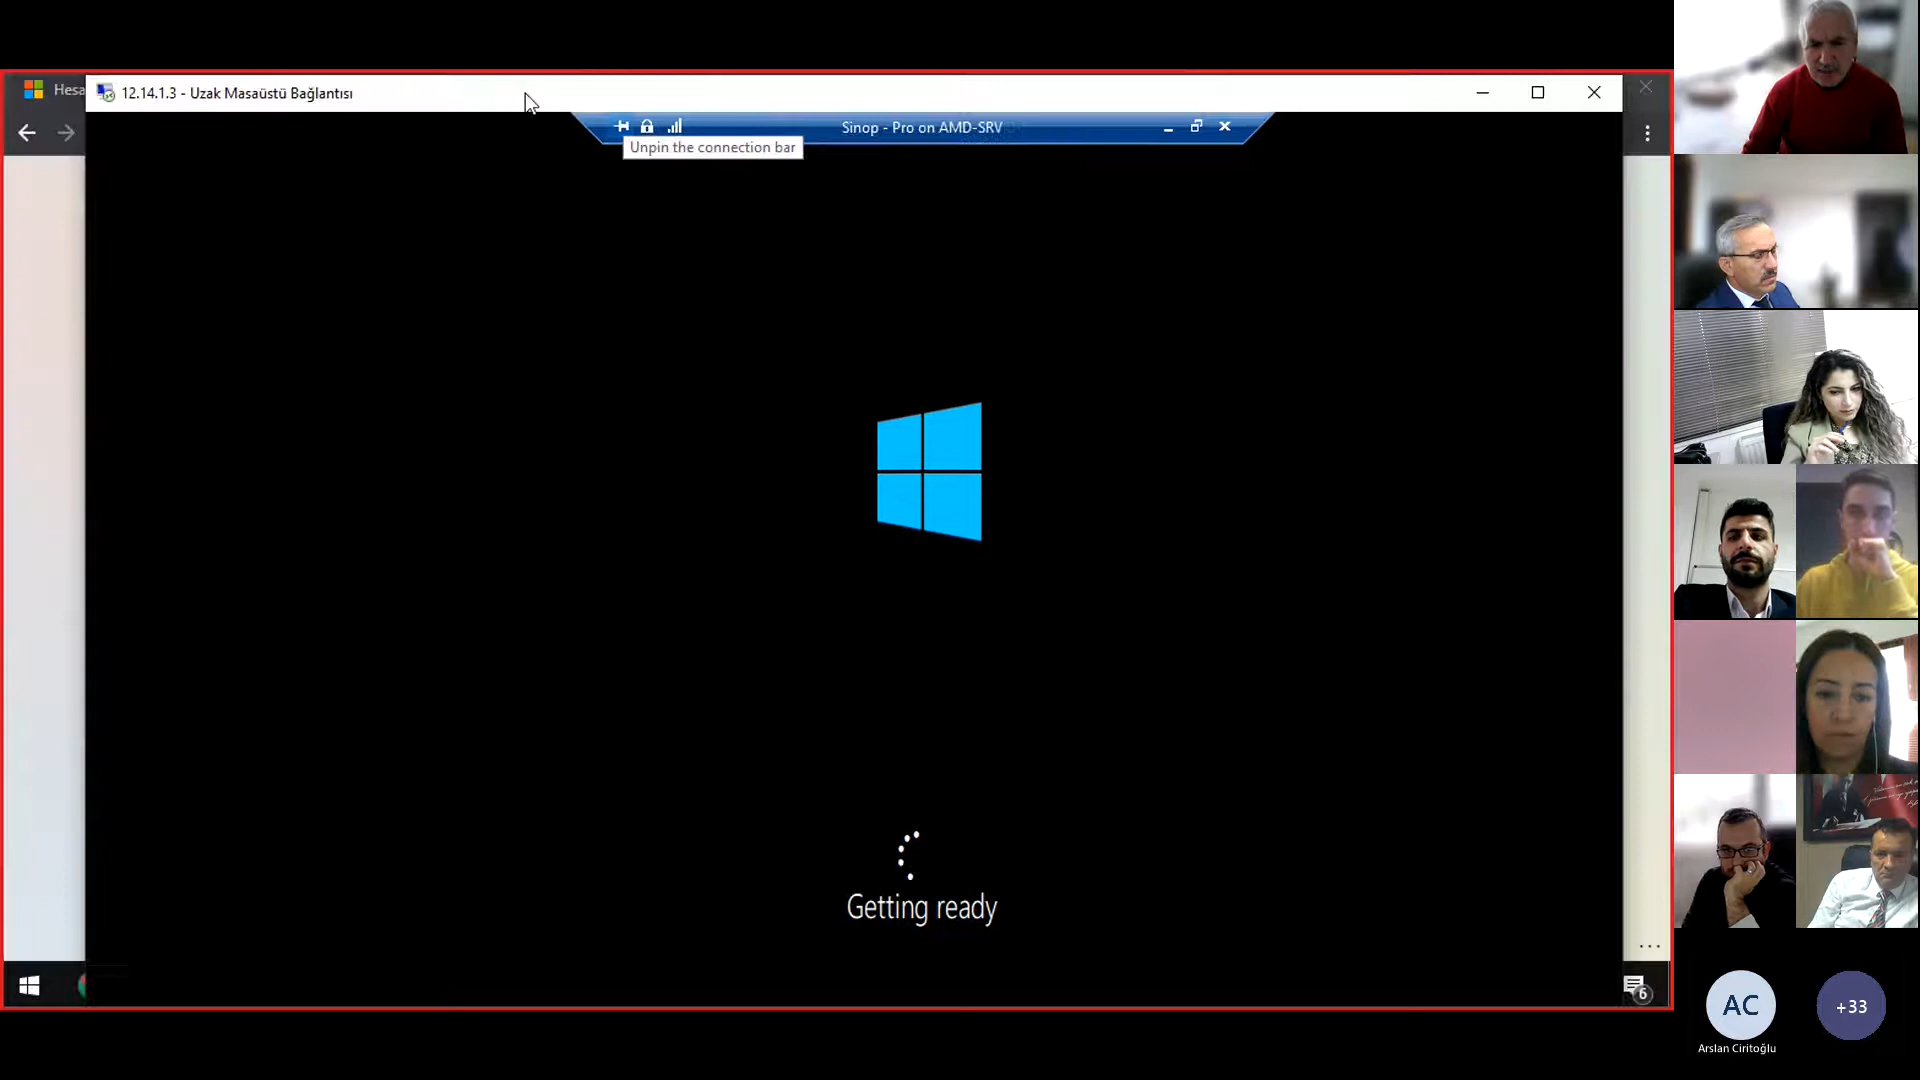 Hesa
12.14.1.3 - Uzak Masaüstü Bağlantısı
Sinop - Pro on AMD-SRV
Unpin the connection bar
Getting ready
6
AC
+33
Arslan Ciritoğlu